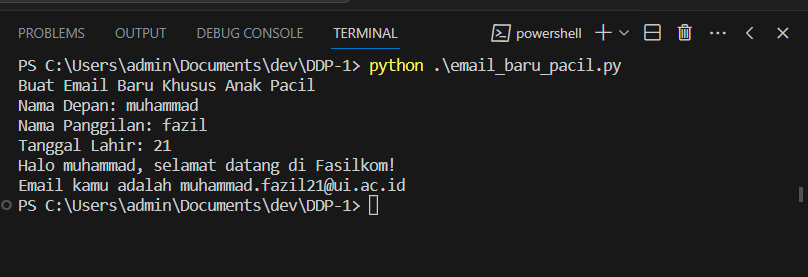 PROBLEMS OUTPUT DEBUG CONSOLE TERMINAL powershell
PS C:\Users\admin\Documents\dev\DDP-1> python .\email_baru_pacil.py
Buat Email Baru Khusus Anak Pacil
Nama Depan: muhammad
Nama Panggilan: fazil
Tanggal Lahir: 21
Halo muhammad, selamat datang di Fasilkom!
Email kamu adalah muhammad.fazil21@ui.ac.id
PS C:\Users\admin\Documents\dev\DDP-1>